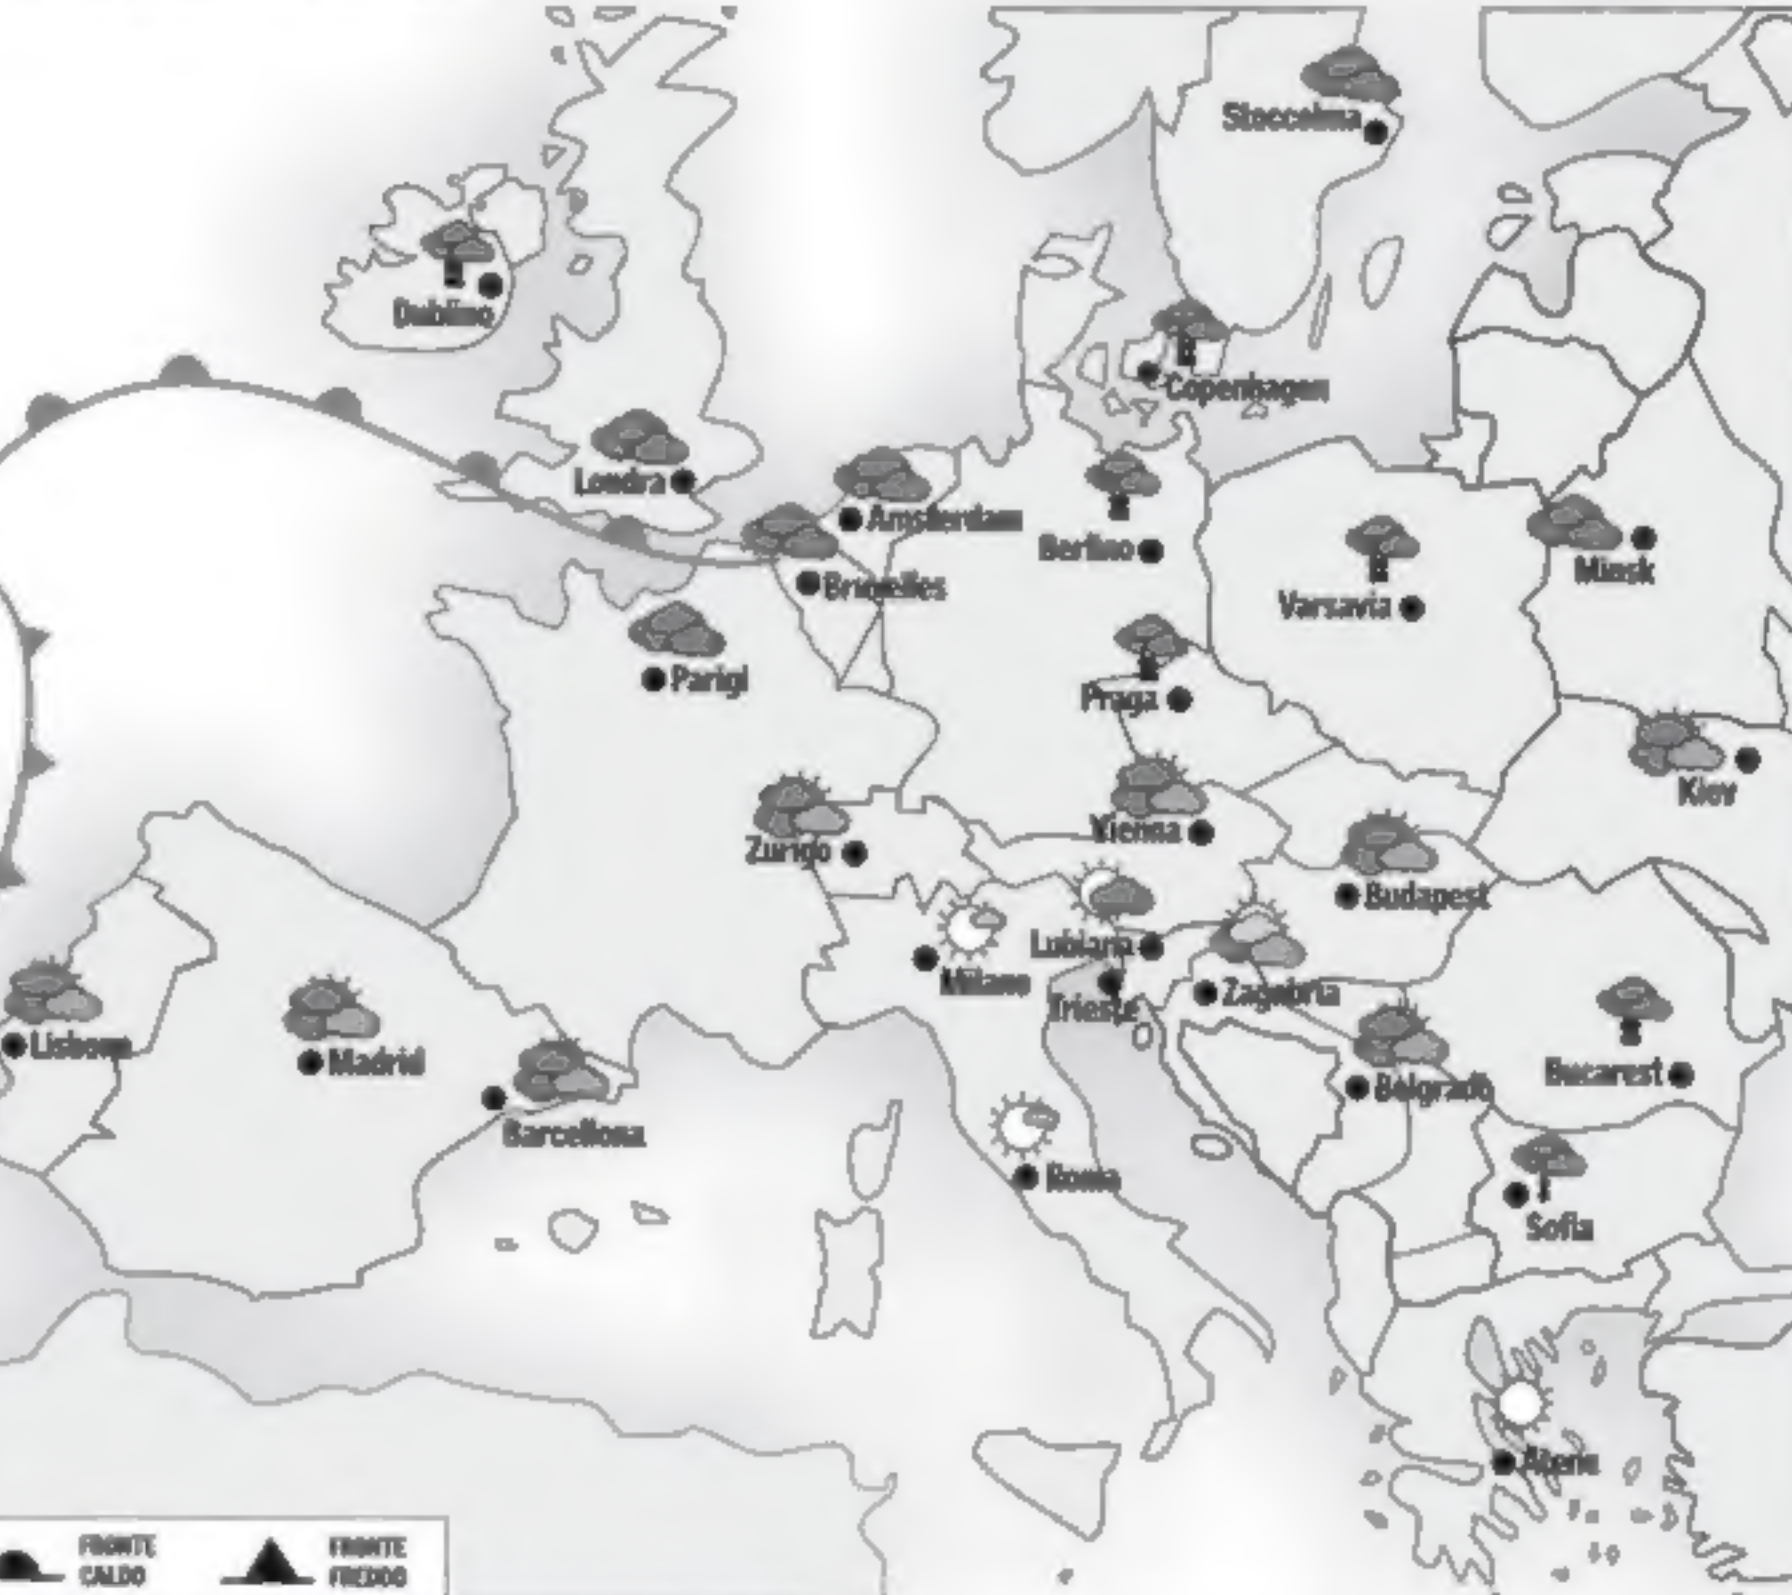 Stoccolma
Dublino
Copenhagen
Londra
Amsterdam
Berlino
Bruxelles
Minsk
Varsavia
Parigi
Praga
Kiev
Vienna
Zurigo
Budapest
Lubiana
Milano
Trieste
Zagabria
Lisbona
Madrid
Belgrado
Bucarest
Barcellona
Roma
Sofia
Atene
FRONTE
CALDO
FRONTE
FREDDO